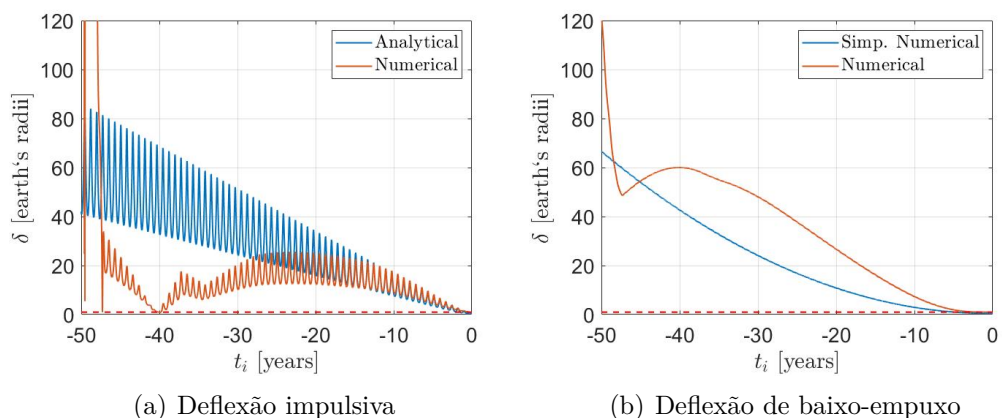 120
100
80
60
40
20
0
δ [earth‘s radii]
Analytical
Numerical
-50 -40 -30 -20 -10 0
t_i [years]
(a) Deflexão impulsiva
120
100
80
60
40
20
0
δ [earth‘s radii]
Simp. Numerical
Numerical
-50 -40 -30 -20 -10 0
t_i [years]
(b) Deflexão de baixo-empuxo